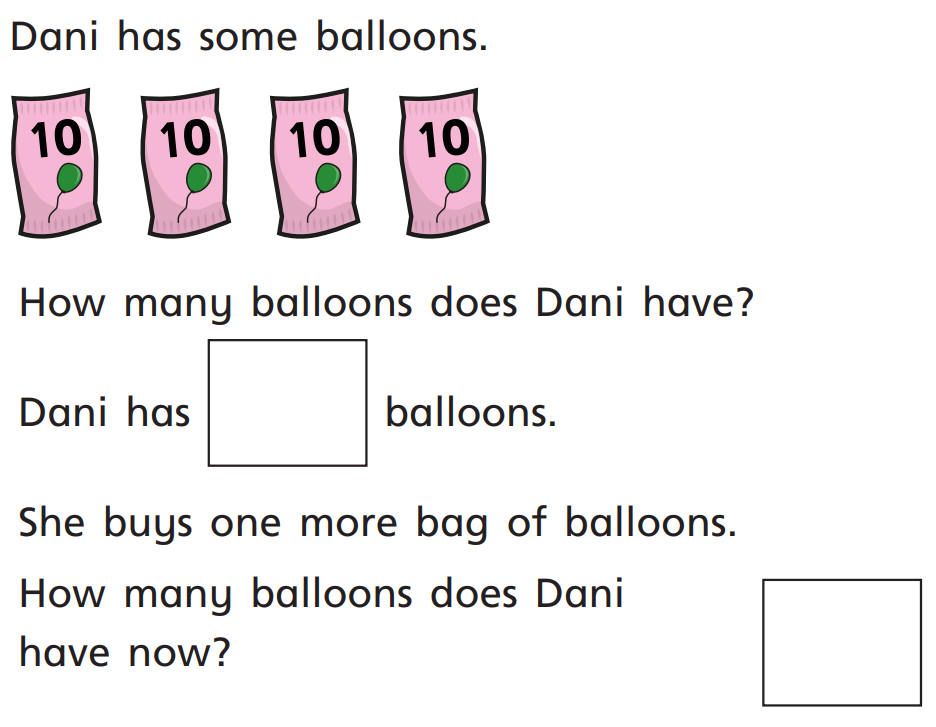 Dani has some balloons.
10 10 10 10
How many balloons does Dani have?
Dani has balloons.
She buys one more bag of balloons.
How many balloons does Dani
have now?